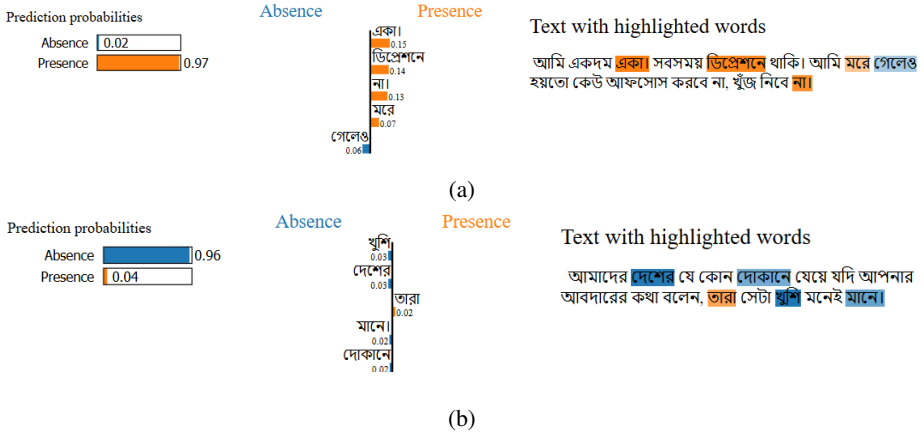 Prediction probabilities
Absence 0.02
Presence 0.97
Absence Presence
একা।
0.15
ডিপ্রেশনে
0.14
না।
0.13
মরে
0.07
গেলেও
0.06
Text with highlighted words
আমি একদম একা। সবসময় ডিপ্রেশনে থাকি। আমি মরে গেলেও
হয়তো কেউ আফসোস করবে না, খুঁজ নিবে না।
(a)
Prediction probabilities
Absence 0.96
Presence 0.04
Absence Presence
খুশি
0.03
দেশের
0.03
তারা
0.02
মানে।
0.02
দোকানে
0.02
Text with highlighted words
আমাদের দেশের যে কোন দোকানে যেয়ে যদি আপনার
আবদারের কথা বলেন, তারা সেটা খুশি মনেই মানে।
(b)